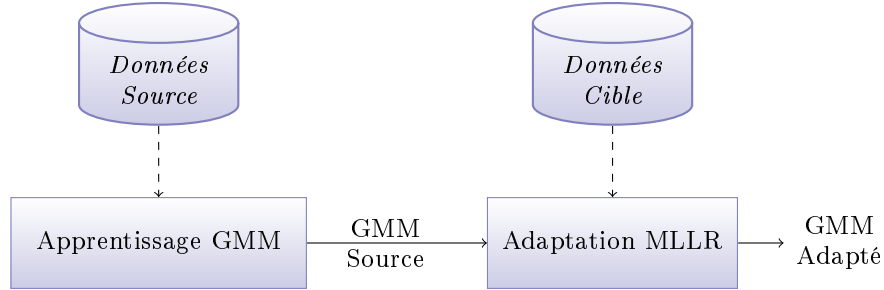 Données
Source
Données
Cible
Apprentissage GMM
GMM
Source
Adaptation MLLR
GMM
Adapté